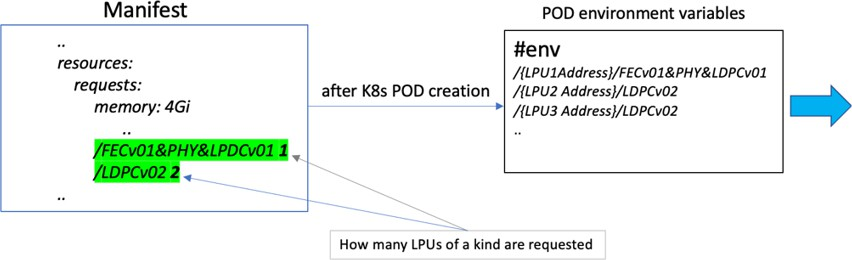 Manifest
..
resources:
requests:
memory: 4Gi
..
/FECv01&PHY&LPDCv01 1
/LDPCv02 2
..
after K8s POD creation
POD environment variables
#env
/{LPU1Address}/FECv01&PHY&LDPCv01
/{LPU2 Address}/LDPCv02
/{LPU3 Address}/LDPCv02
..
How many LPUs of a kind are requested